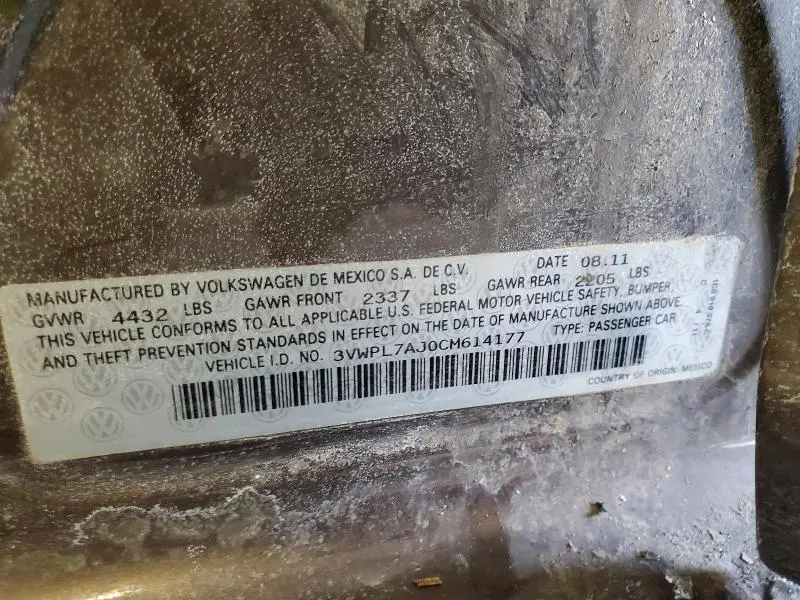 MANUFACTURED BY VOLKSWAGEN DE MEXICO S.A. DE C.V. DATE 08.11
GVWR 4432 LBS GAWR FRONT 2337 LBS GAWR REAR 2205 LBS
THIS VEHICLE CONFORMS TO ALL APPLICABLE U.S. FEDERAL MOTOR VEHICLE SAFETY, BUMPER,
AND THEFT PREVENTION STANDARDS IN EFFECT ON THE DATE OF MANUFACTURE SHOWN ABOVE.
VEHICLE I.D. NO. 3VWPL7AJ0CM614177 TYPE: PASSENGER CAR
COUNTRY OF ORIGIN: MEXICO